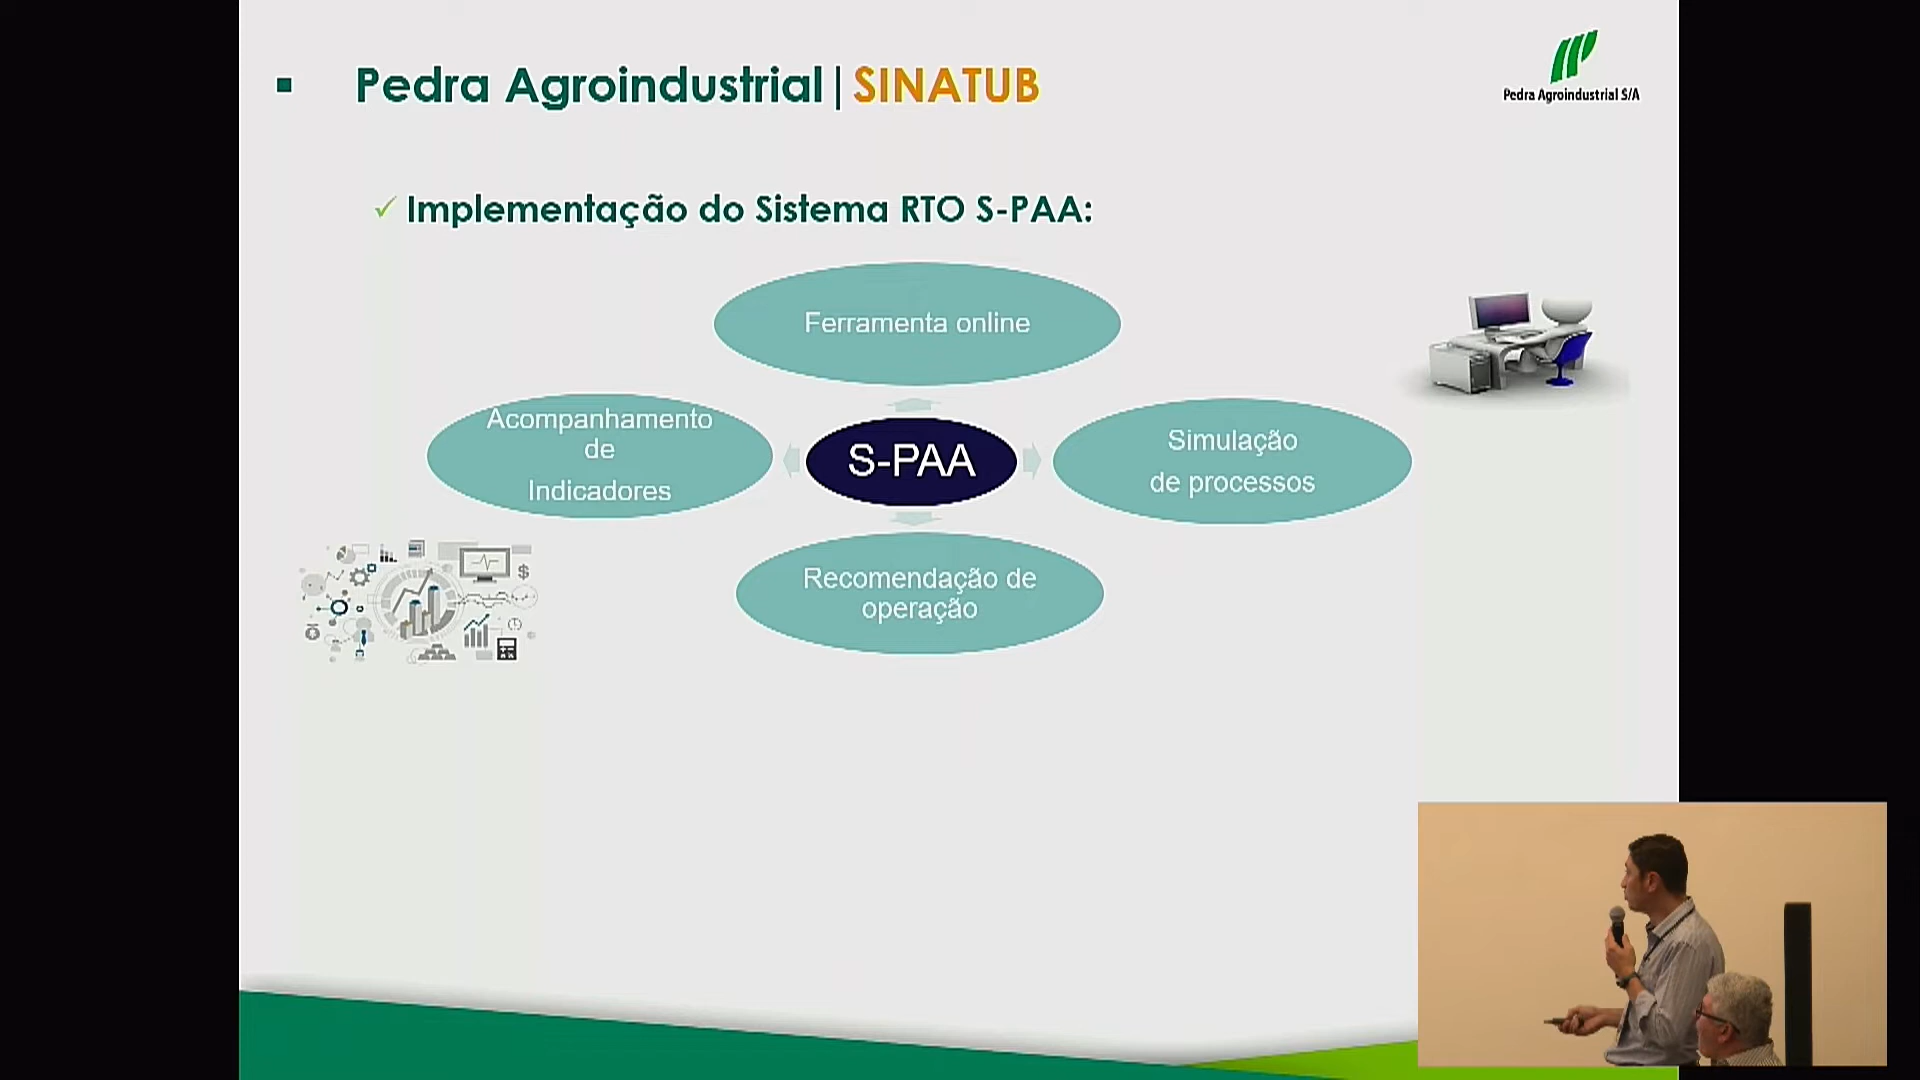 Pedra Agroindustrial|SINATUB
Pedra Agroindustrial S/A
Implementação do Sistema RTO S-PAA:
Ferramenta online
Acompanhamento
de
Indicadores
S-PAA
Simulação
de processos
Recomendação de
operação